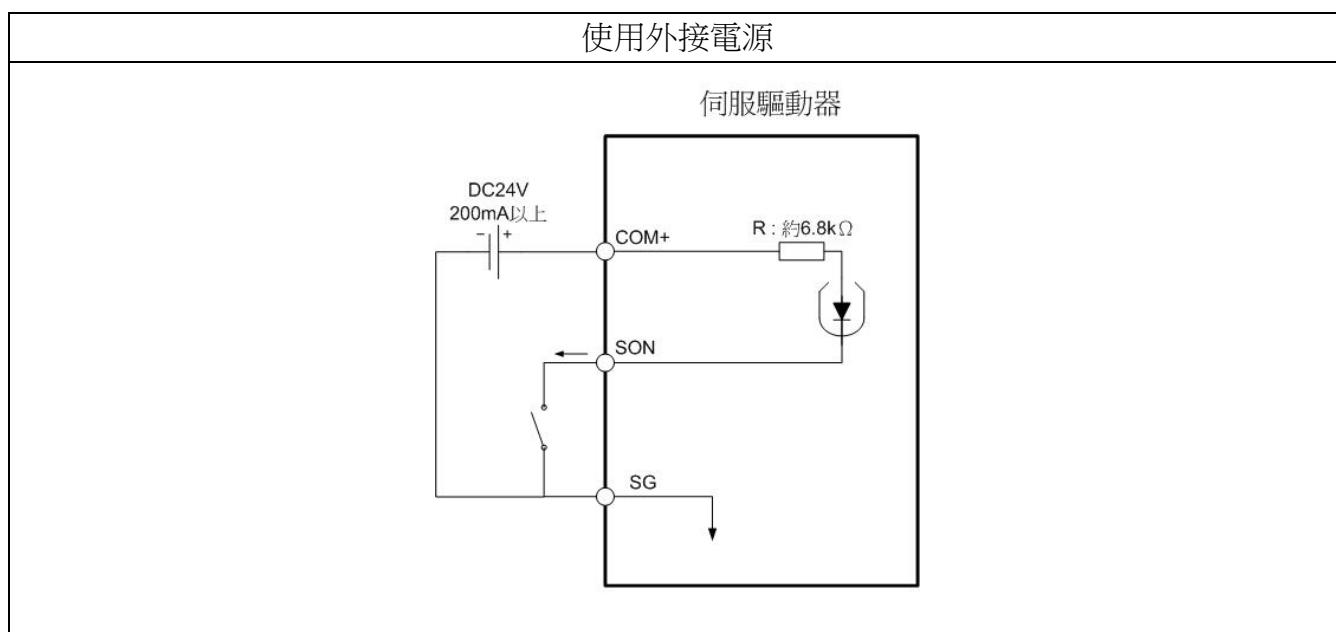 使用外接電源
伺服驅動器
DC24V
200mA以上
- +
COM+
R : 約6.8kΩ
SON
SG